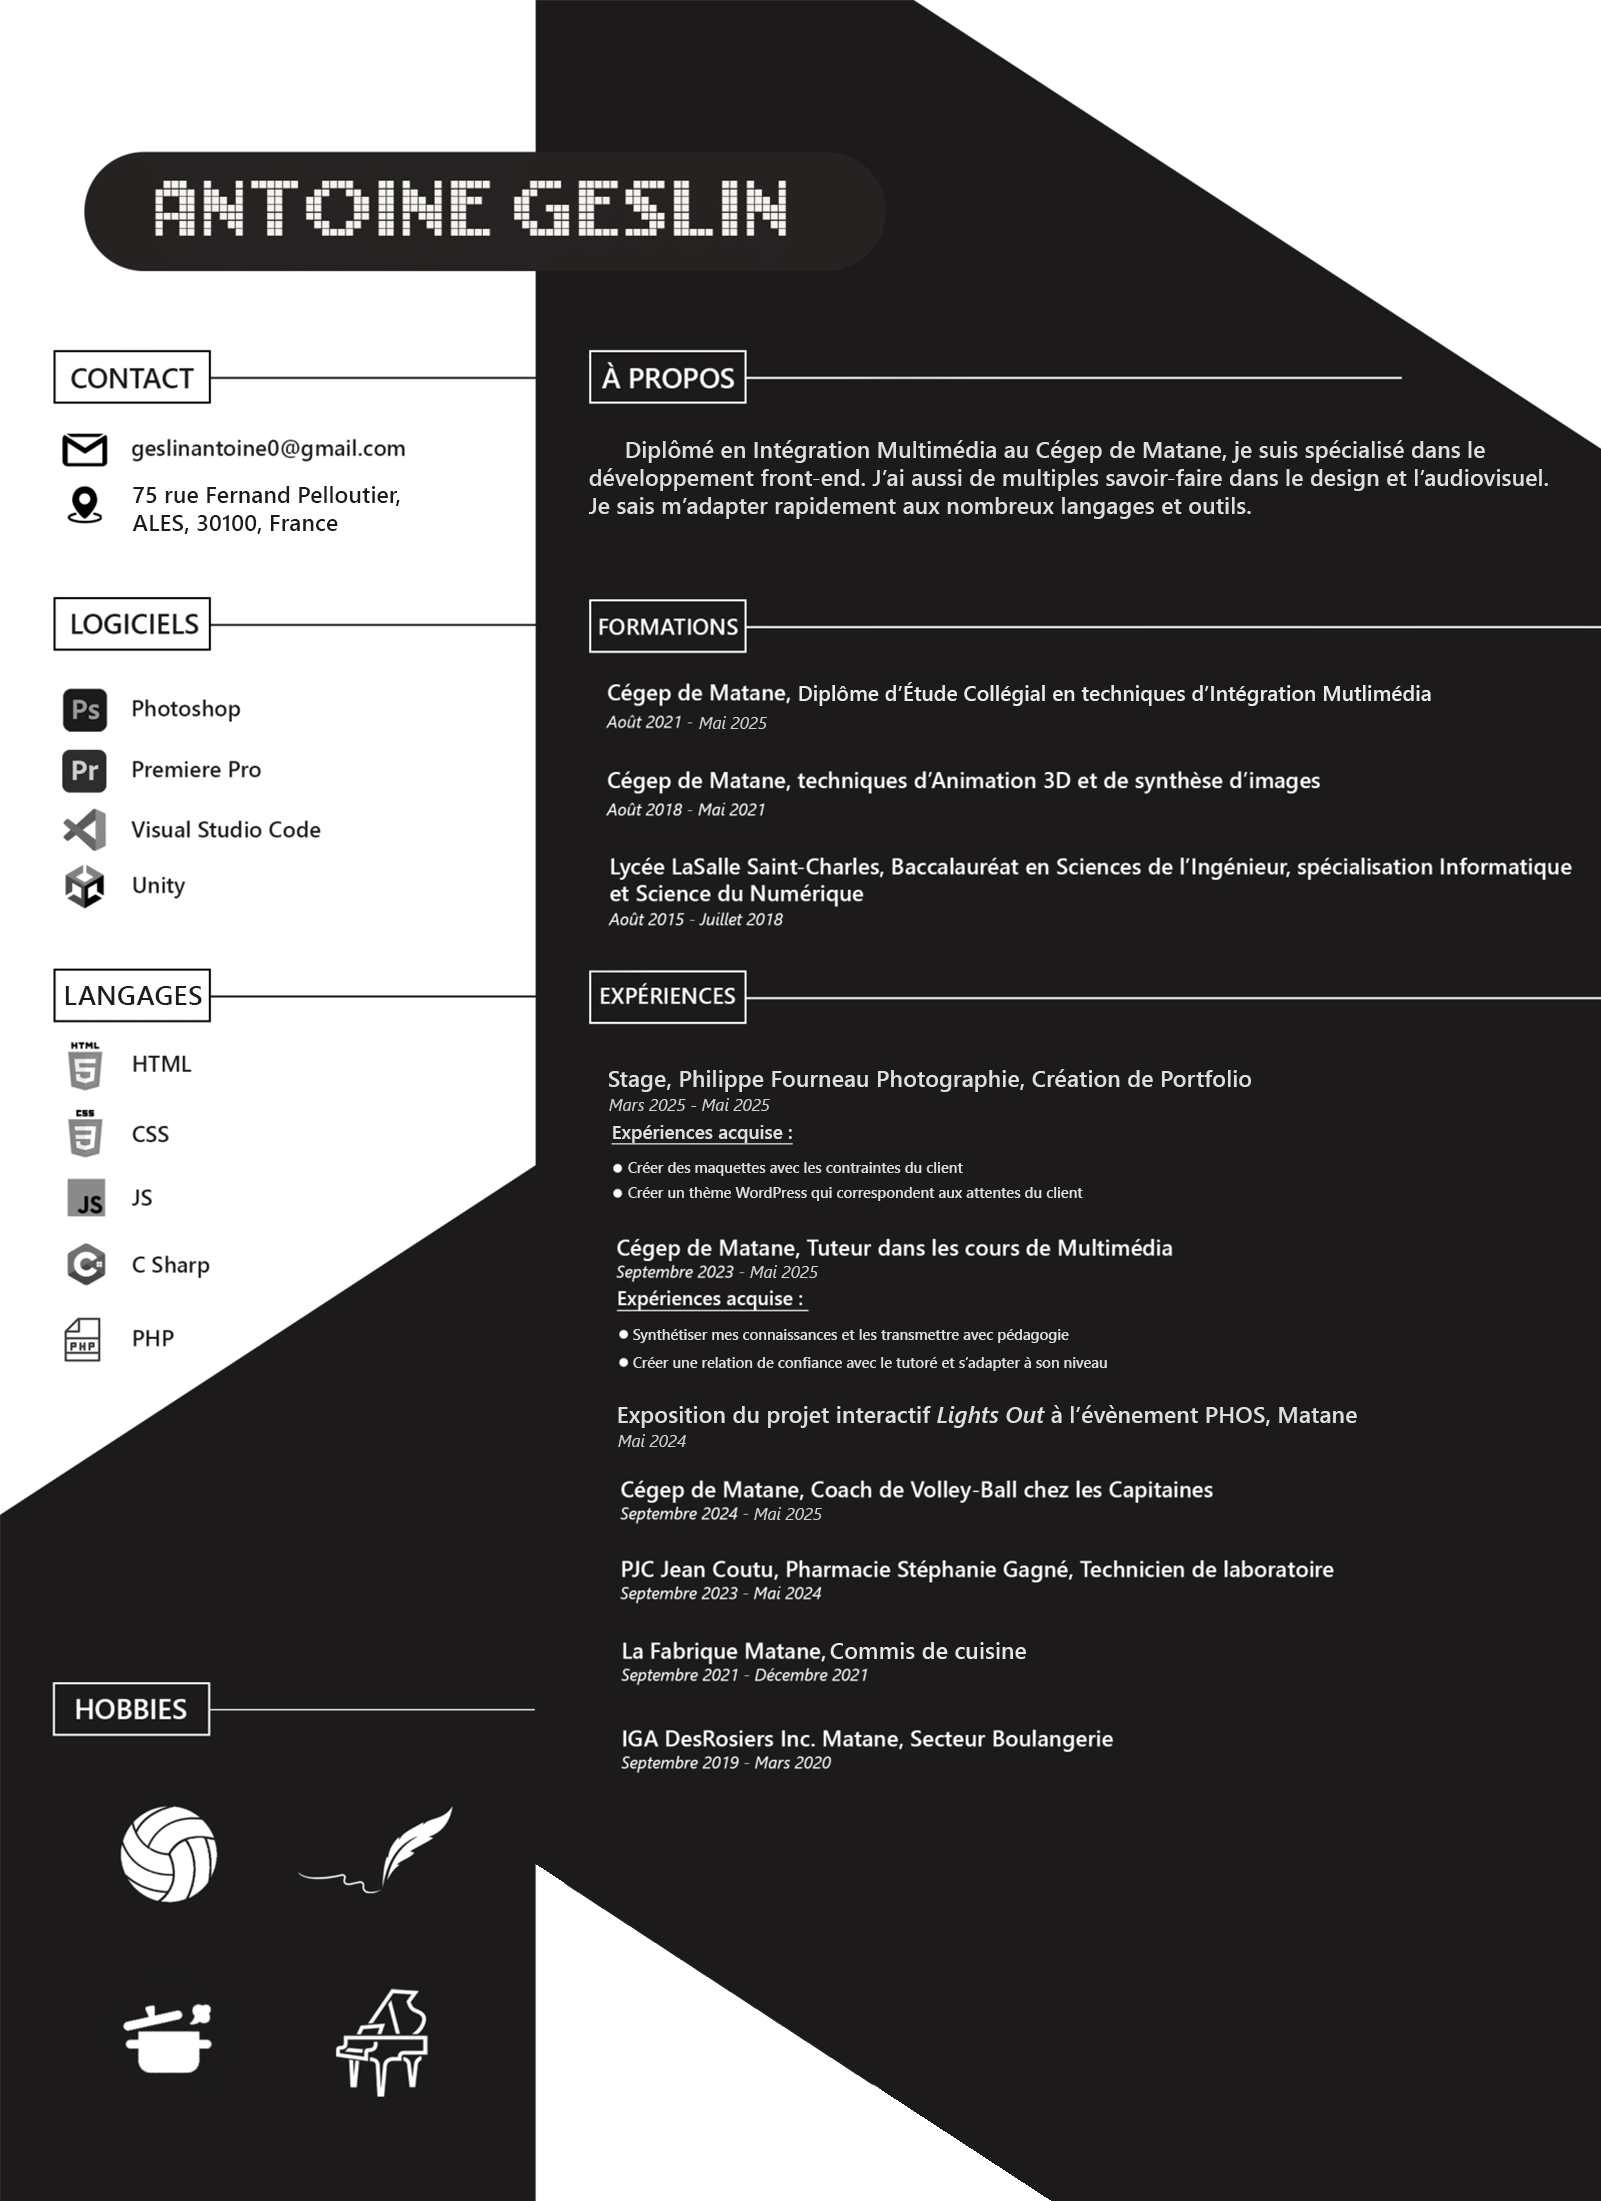 ANTOINE GESLIN
CONTACT
geslinantoine0@gmail.com
75 rue Fernand Pelloutier,
ALES, 30100, France
LOGICIELS
Ps Photoshop
Pr Premiere Pro
Visual Studio Code
Unity
LANGAGES
HTML
5 HTML
CSS
3 CSS
JS JS
C C Sharp
PHP PHP
HOBBIES
À PROPOS
Diplômé en Intégration Multimédia au Cégep de Matane, je suis spécialisé dans le
développement front-end. J’ai aussi de multiples savoir-faire dans le design et l’audiovisuel.
Je sais m’adapter rapidement aux nombreux langages et outils.
FORMATIONS
Cégep de Matane, Diplôme d’Étude Collégial en techniques d’Intégration Mutlimédia
Août 2021 - Mai 2025
Cégep de Matane, techniques d’Animation 3D et de synthèse d’images
Août 2018 - Mai 2021
Lycée LaSalle Saint-Charles, Baccalauréat en Sciences de l’Ingénieur, spécialisation Informatique
et Science du Numérique
Août 2015 - Juillet 2018
EXPÉRIENCES
Stage, Philippe Fourneau Photographie, Création de Portfolio
Mars 2025 - Mai 2025
Expériences acquise :
● Créer des maquettes avec les contraintes du client
● Créer un thème WordPress qui correspondent aux attentes du client
Cégep de Matane, Tuteur dans les cours de Multimédia
Septembre 2023 - Mai 2025
Expériences acquise :
● Synthétiser mes connaissances et les transmettre avec pédagogie
● Créer une relation de confiance avec le tutoré et s’adapter à son niveau
Exposition du projet interactif Lights Out à l’évènement PHOS, Matane
Mai 2024
Cégep de Matane, Coach de Volley-Ball chez les Capitaines
Septembre 2024 - Mai 2025
PJC Jean Coutu, Pharmacie Stéphanie Gagné, Technicien de laboratoire
Septembre 2023 - Mai 2024
La Fabrique Matane, Commis de cuisine
Septembre 2021 - Décembre 2021
IGA DesRosiers Inc. Matane, Secteur Boulangerie
Septembre 2019 - Mars 2020